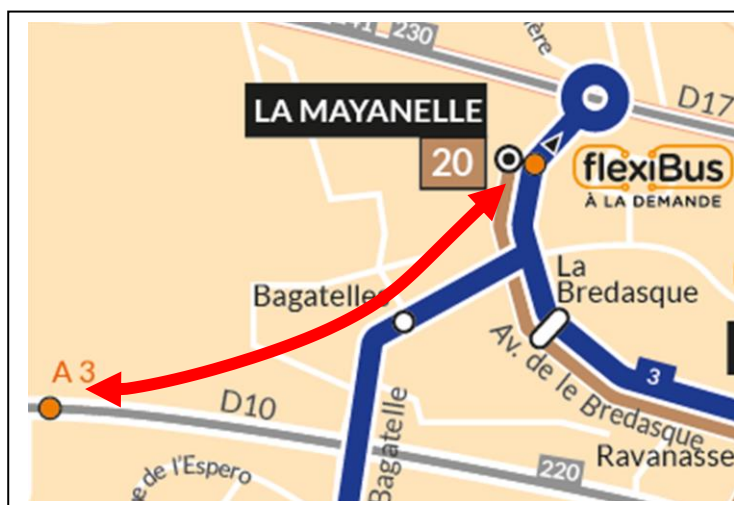 230
D17
LA MAYANELLE
20
flexiBus
À LA DEMANDE
La
Bredasque
Bagatelles
Av. de le Bredasque
3
A 3
D10
Bagatelle
220
Ravanasse
de l'Espero